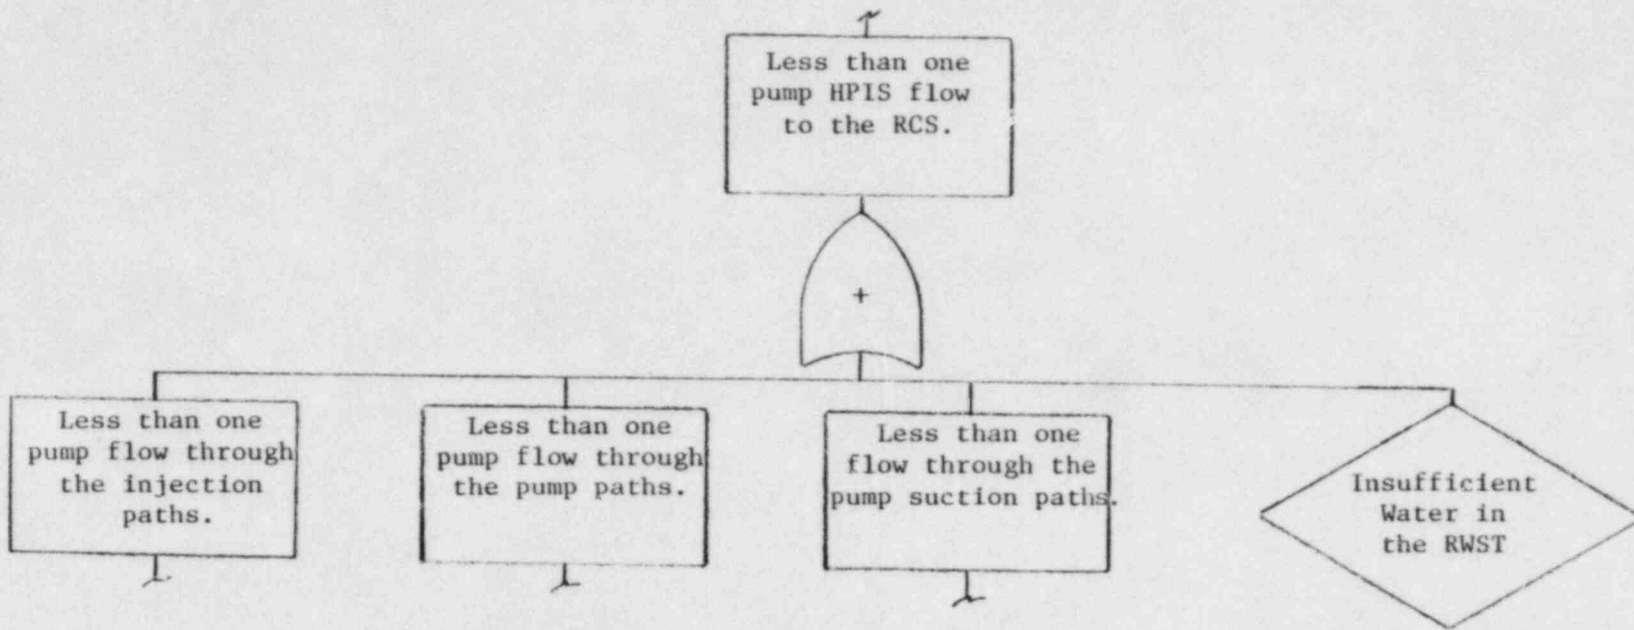 Less than one
pump HPIS flow
to the RCS.
+
Less than one
pump flow through
the injection
paths.
Less than one
pump flow through
the pump paths.
Less than one
flow through the
pump suction paths.
Insufficient
Water in
the RWST